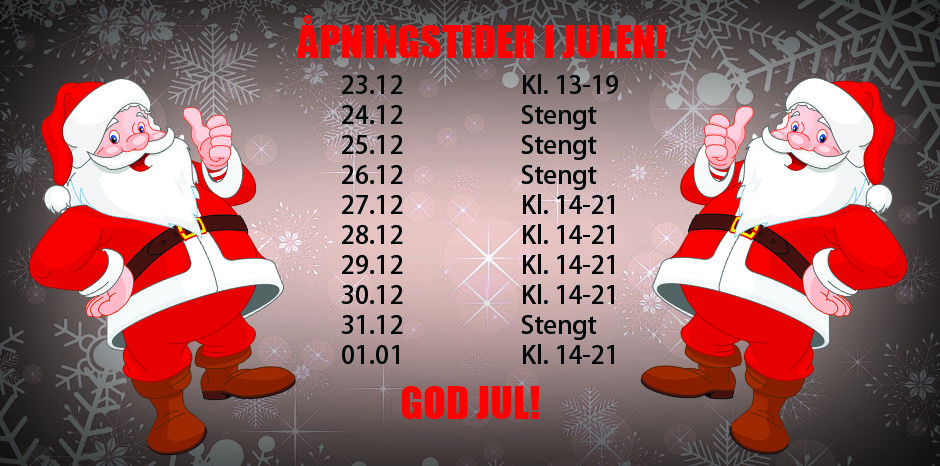 ÅPNINGSTIDER I JULEN!
23.12 Kl. 13-19
24.12 Stengt
25.12 Stengt
26.12 Stengt
27.12 Kl. 14-21
28.12 Kl. 14-21
29.12 Kl. 14-21
30.12 Kl. 14-21
31.12 Stengt
01.01 Kl. 14-21
GOD JUL!